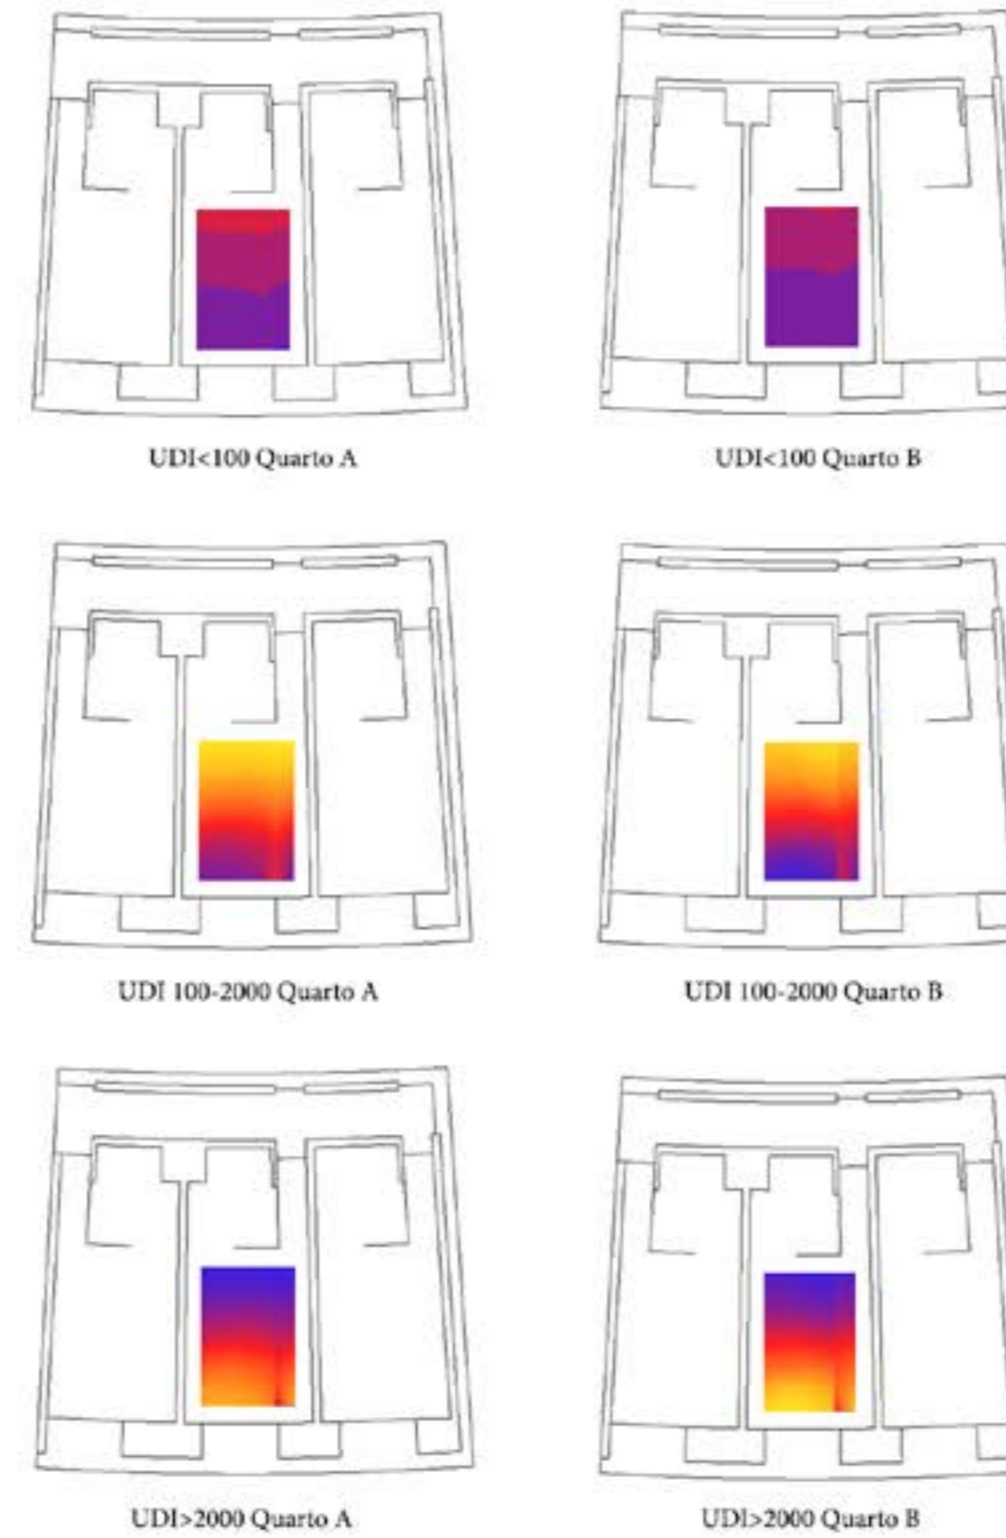 UDI<100 Quarto A
UDI<100 Quarto B
UDI 100-2000 Quarto A
UDI 100-2000 Quarto B
UDI>2000 Quarto A
UDI>2000 Quarto B